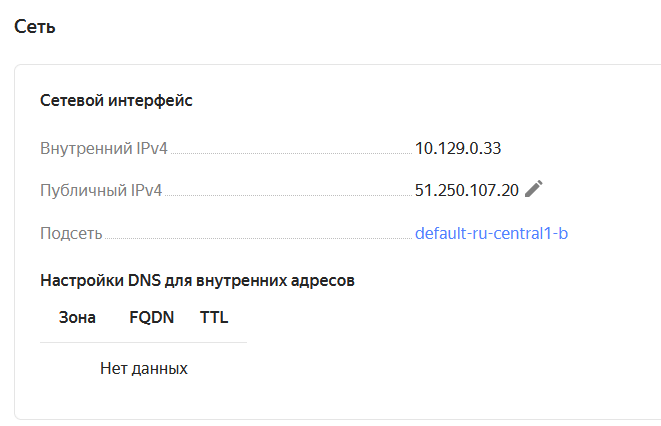 Сеть
Сетевой интерфейс
Внутренний IPv4 10.129.0.33
Публичный IPv4 51.250.107.20
Подсеть default-ru-central1-b
Настройки DNS для внутренних адресов
Зона FQDN TTL
Нет данных